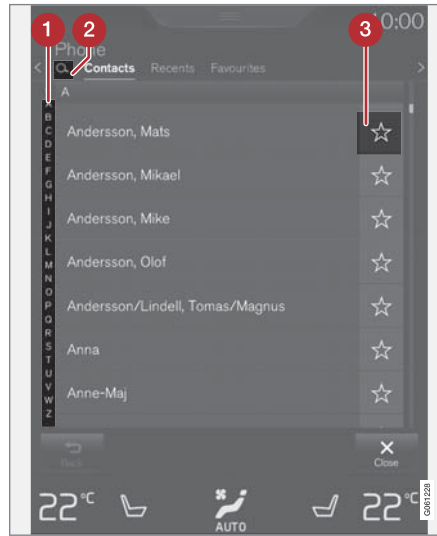 10:00
1
2
3
Phone
Contacts Recents Favourites
A
A
B
C
D
E
F
G
H
I
J
K
L
M
N
O
P
Q
R
S
T
U
V
W
Z
Andersson, Mats
Andersson, Mikael
Andersson, Mike
Andersson, Olof
Andersson/Lindell, Tomas/Magnus
Anna
Anne-Maj
Back
Close
22°C
AUTO
22°C
G061228